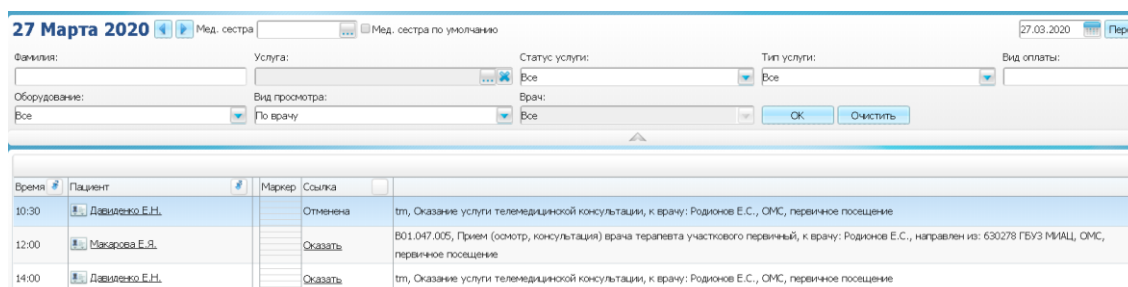 27 Марта 2020 Мед. сестра ... Мед. сестра по умолчанию 27.03.2020
Фамилия: Услуга: Статус услуги: Тип услуги: Вид оплаты:
... Все Все
Оборудование: Вид просмотра: Врач:
Все По врачу Все ОК Очистить
Время Пациент Маркер Ссылка
10:30 Давиденко Е.Н. Отменена tm, Оказание услуги телемедицинской консультации, к врачу: Родионов Е.С., ОМС, первичное посещение
12:00 Макарова Е.Я. Оказать B01.047.005, Прием (осмотр, консультация) врача терапевта участкового первичный, к врачу: Родионов Е.С., направлен из: 630278 ГБУЗ МИАЦ, ОМС,
первичное посещение
14:00 Давиденко Е.Н. Оказать tm, Оказание услуги телемедицинской консультации, к врачу: Родионов Е.С., ОМС, первичное посещение